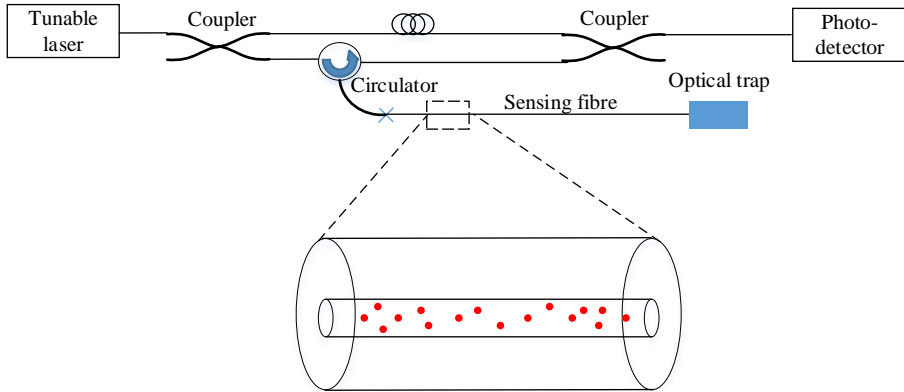 Tunable
laser
Coupler
Coupler
Photo-
detector
Circulator
Sensing fibre
Optical trap